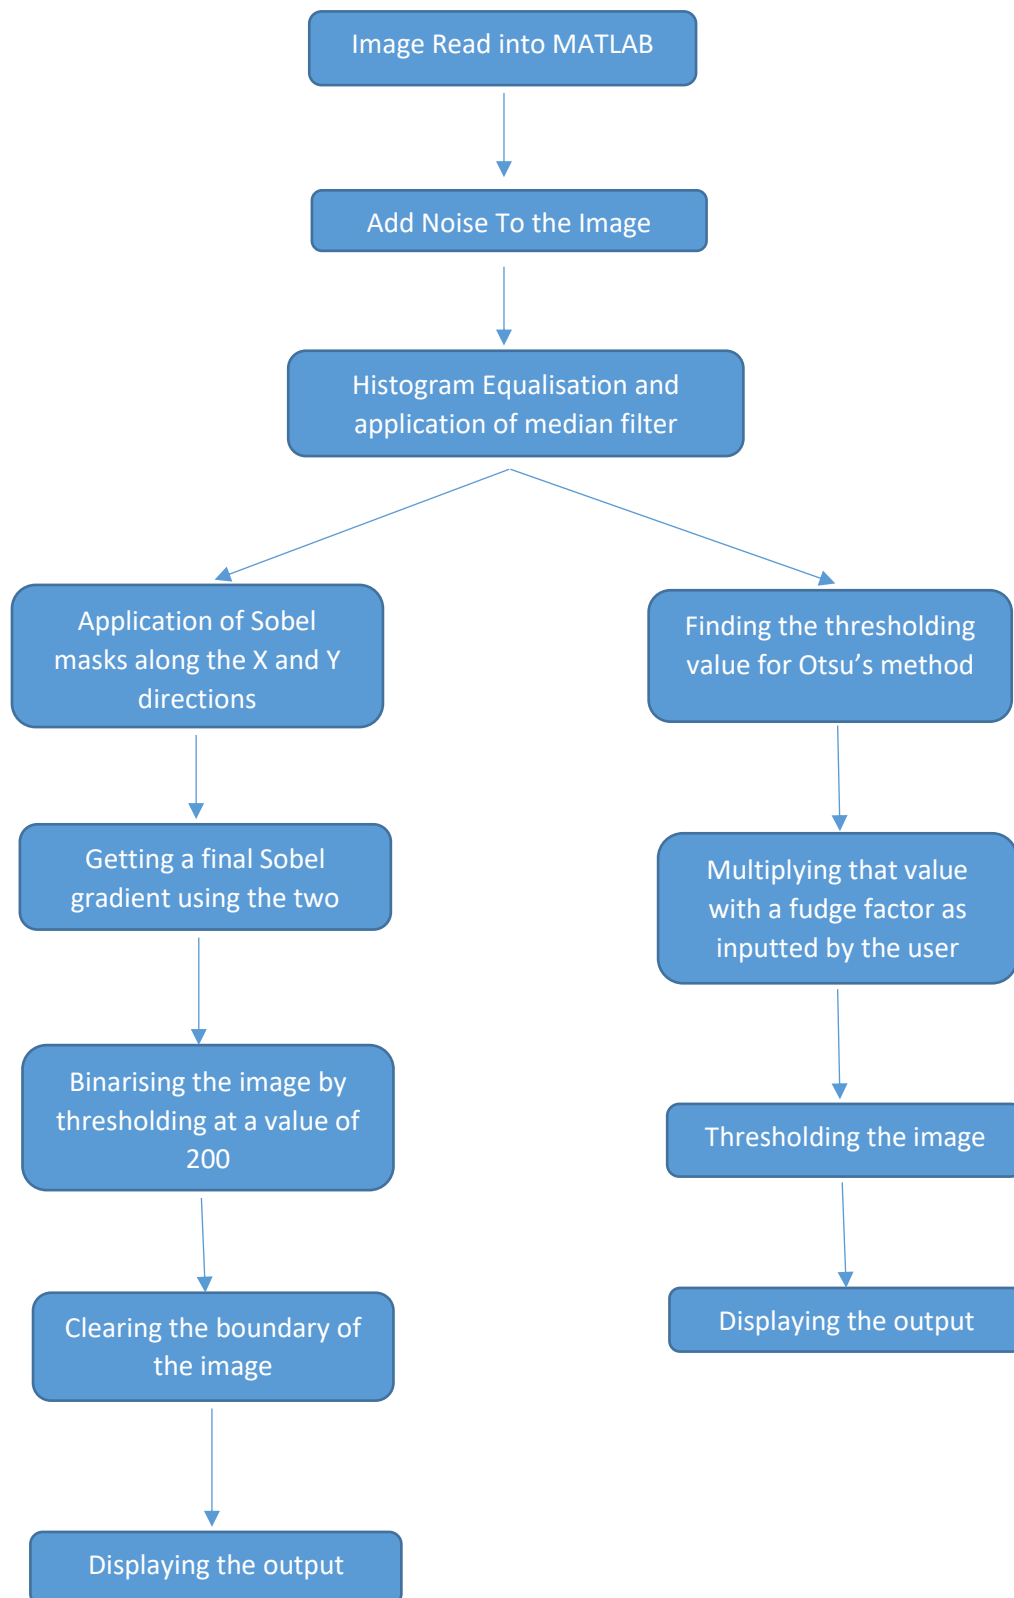 Image Read into MATLAB
Add Noise To the Image
Histogram Equalisation and
application of median filter
Application of Sobel
masks along the X and Y
directions
Getting a final Sobel
gradient using the two
Binarising the image by
thresholding at a value of
200
Clearing the boundary of
the image
Displaying the output
Finding the thresholding
value for Otsu’s method
Multiplying that value
with a fudge factor as
inputted by the user
Thresholding the image
Displaying the output